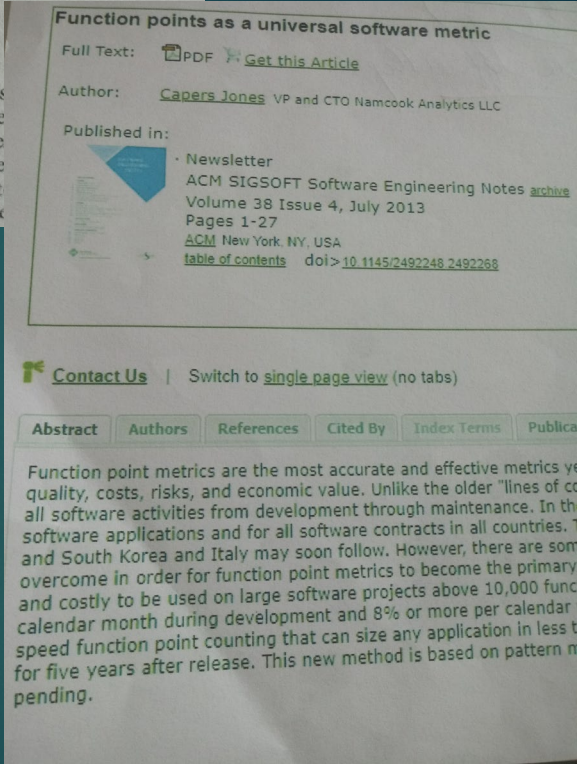 Function points as a universal software metric
Full Text: PDF Get this Article
Author: Capers Jones VP and CTO Namcook Analytics LLC
Published in:
· Newsletter
ACM SIGSOFT Software Engineering Notes archive
Volume 38 Issue 4, July 2013
Pages 1-27
ACM New York, NY, USA
table of contents doi>10.1145/2492248.2492268
Contact Us | Switch to single page view (no tabs)
Abstract Authors References Cited By Index Terms Publica
Function point metrics are the most accurate and effective metrics ye
quality, costs, risks, and economic value. Unlike the older "lines of co
all software activities from development through maintenance. In th
software applications and for all software contracts in all countries. T
and South Korea and Italy may soon follow. However, there are som
overcome in order for function point metrics to become the primary
and costly to be used on large software projects above 10,000 func
calendar month during development and 8% or more per calendar
speed function point counting that can size any application in less t
for five years after release. This new method is based on pattern m
pending.